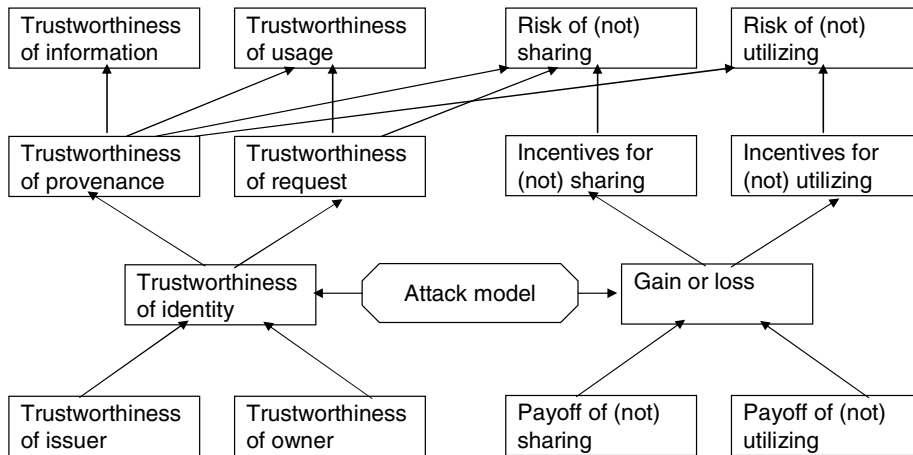 Trustworthiness
of information
Trustworthiness
of usage
Risk of (not)
sharing
Risk of (not)
utilizing
Trustworthiness
of provenance
Trustworthiness
of request
Incentives for
(not) sharing
Incentives for
(not) utilizing
Trustworthiness
of identity
Attack model
Gain or loss
Trustworthiness
of issuer
Trustworthiness
of owner
Payoff of (not)
sharing
Payoff of (not)
utilizing